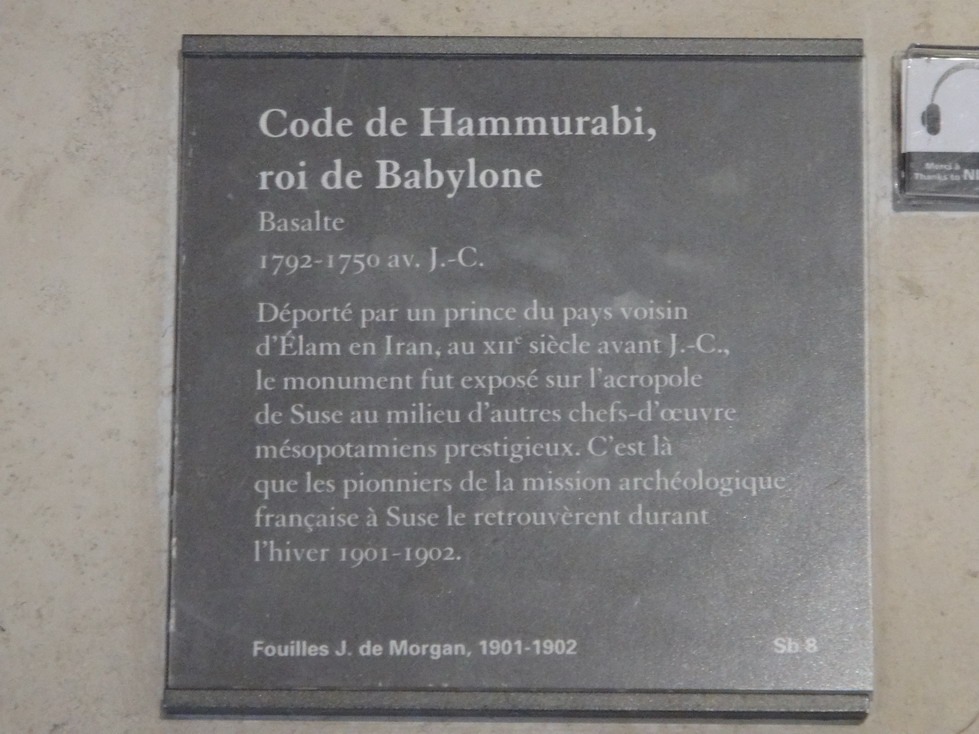 Code de Hammurabi,
roi de Babylone
Basalte
1792-1750 av. J.-C.
Déporté par un prince du pays voisin
d'Élam en Iran, au XIIe siècle avant J.-C.,
le monument fut exposé sur l'acropole
de Suse au milieu d'autres chefs-d'œuvre
mésopotamiens prestigieux. C'est là
que les pionniers de la mission archéologique
française à Suse le retrouvèrent durant
l'hiver 1901-1902.
Fouilles J. de Morgan, 1901-1902 Sb 8
Merci à
Thanks to